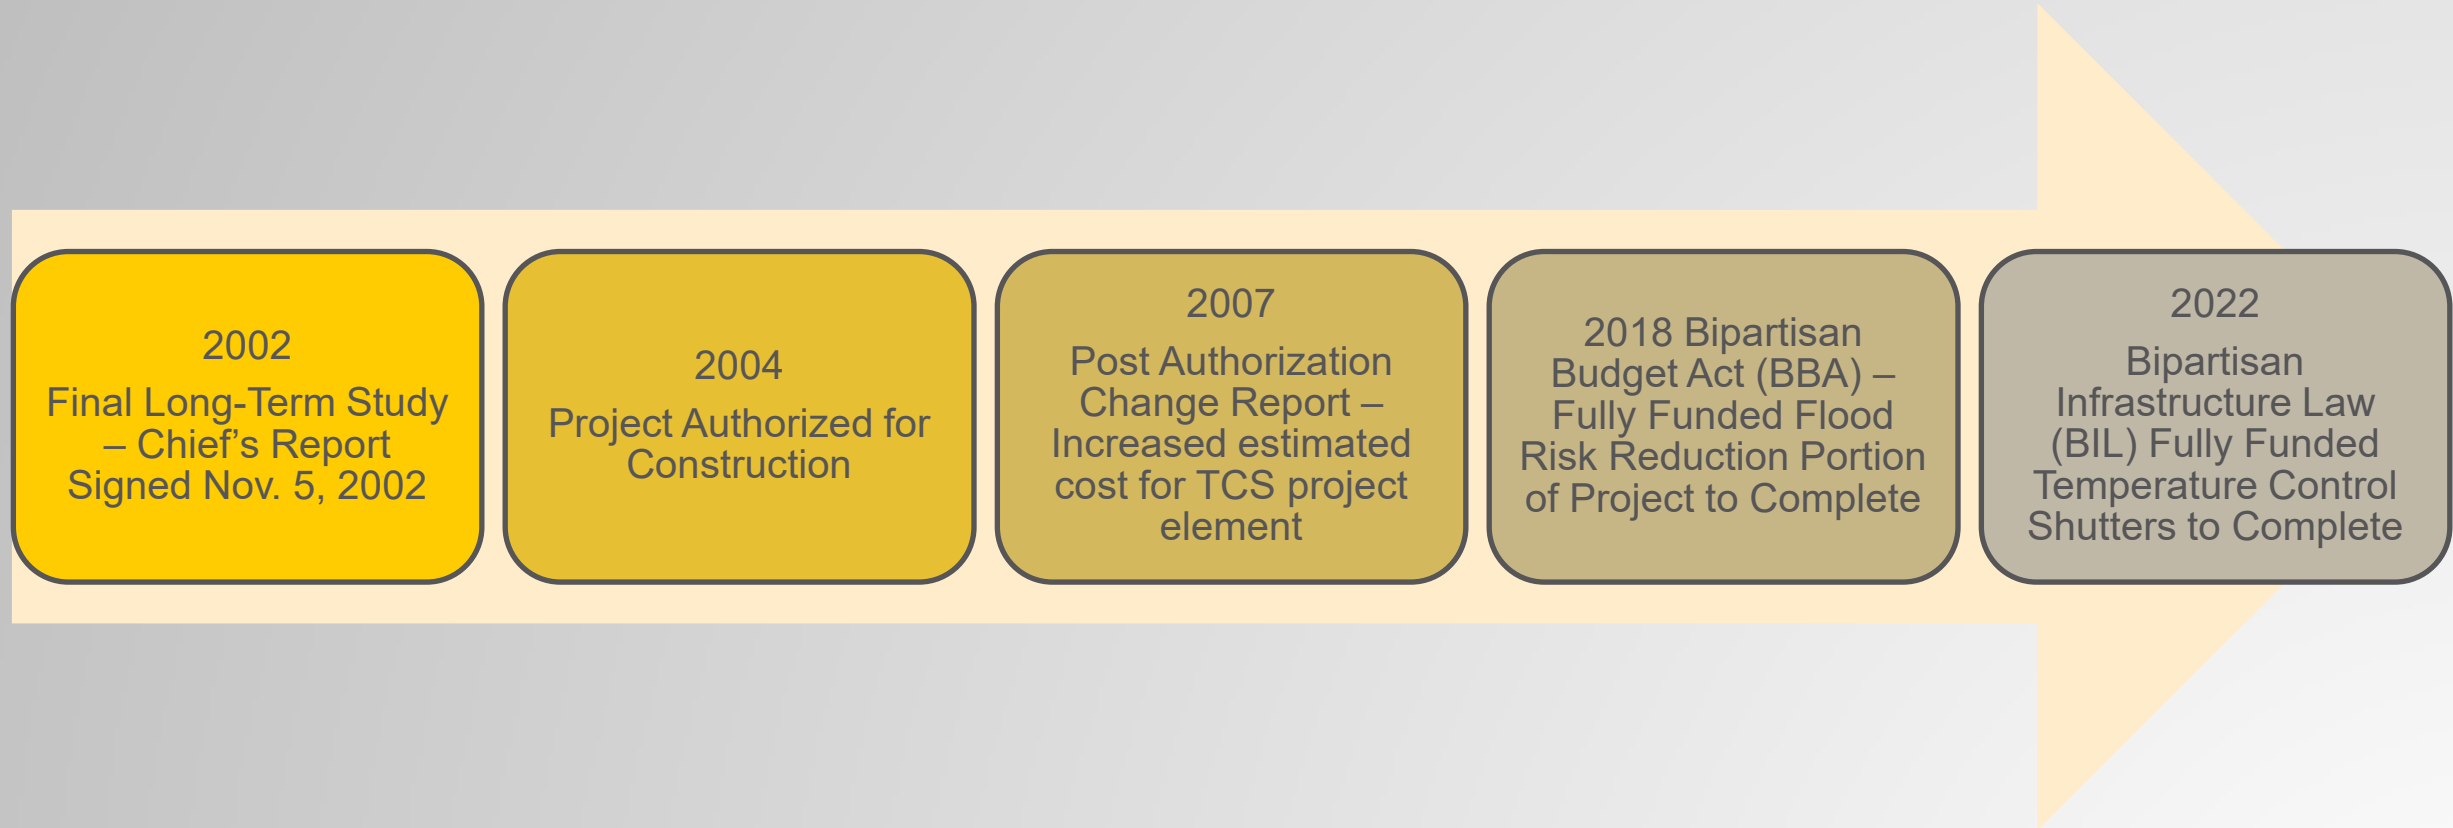 2002
Final Long-Term Study
– Chief’s Report
Signed Nov. 5, 2002
2004
Project Authorized for
Construction
2007
Post Authorization
Change Report –
Increased estimated
cost for TCS project
element
2018 Bipartisan
Budget Act (BBA) –
Fully Funded Flood
Risk Reduction Portion
of Project to Complete
2022
Bipartisan
Infrastructure Law
(BIL) Fully Funded
Temperature Control
Shutters to Complete